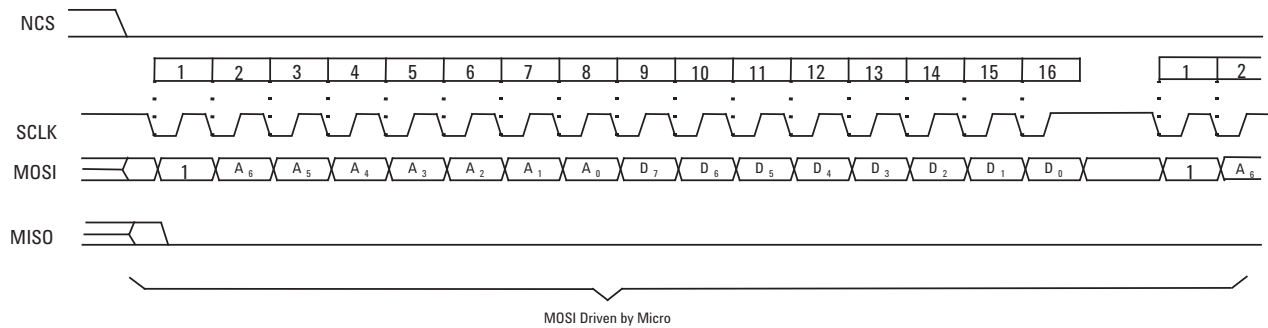 NCS
1 2 3 4 5 6 7 8 9 10 11 12 13 14 15 16 1 2
SCLK
MOSI 1 A6 A5 A4 A3 A2 A1 A0 D7 D6 D5 D4 D3 D2 D1 D0 1 A6
MISO
MOSI Driven by Micro